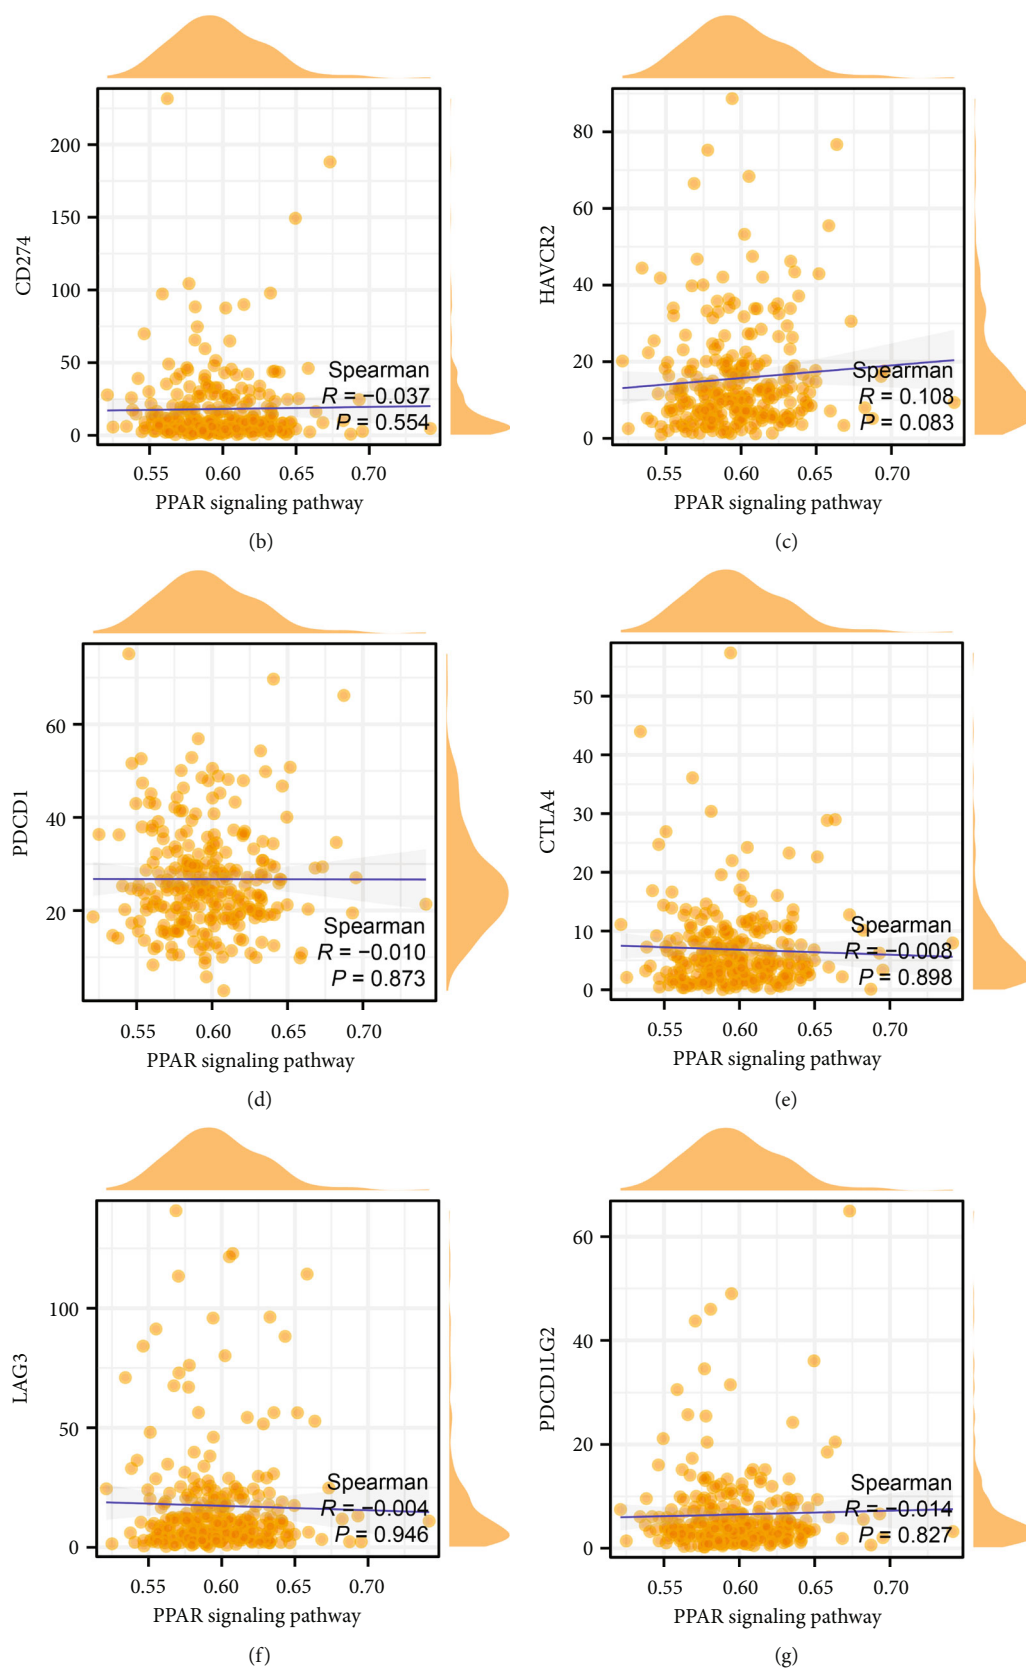 CD274
200
150
100
50
0
Spearman
R = −0.037
P = 0.554
0.55 0.60 0.65 0.70
PPAR signaling pathway
(b)
HAVCR2
80
60
40
20
0
Spearman
R = 0.108
P = 0.083
0.55 0.60 0.65 0.70
PPAR signaling pathway
(c)
PDCD1
60
40
20
Spearman
R = −0.010
P = 0.873
0.55 0.60 0.65 0.70
PPAR signaling pathway
(d)
CTLA4
50
40
30
20
10
0
Spearman
R = −0.008
P = 0.898
0.55 0.60 0.65 0.70
PPAR signaling pathway
(e)
LAG3
100
50
0
Spearman
R = −0.004
P = 0.946
0.55 0.60 0.65 0.70
PPAR signaling pathway
(f)
PDCD1LG2
60
40
20
0
Spearman
R = −0.014
P = 0.827
0.55 0.60 0.65 0.70
PPAR signaling pathway
(g)